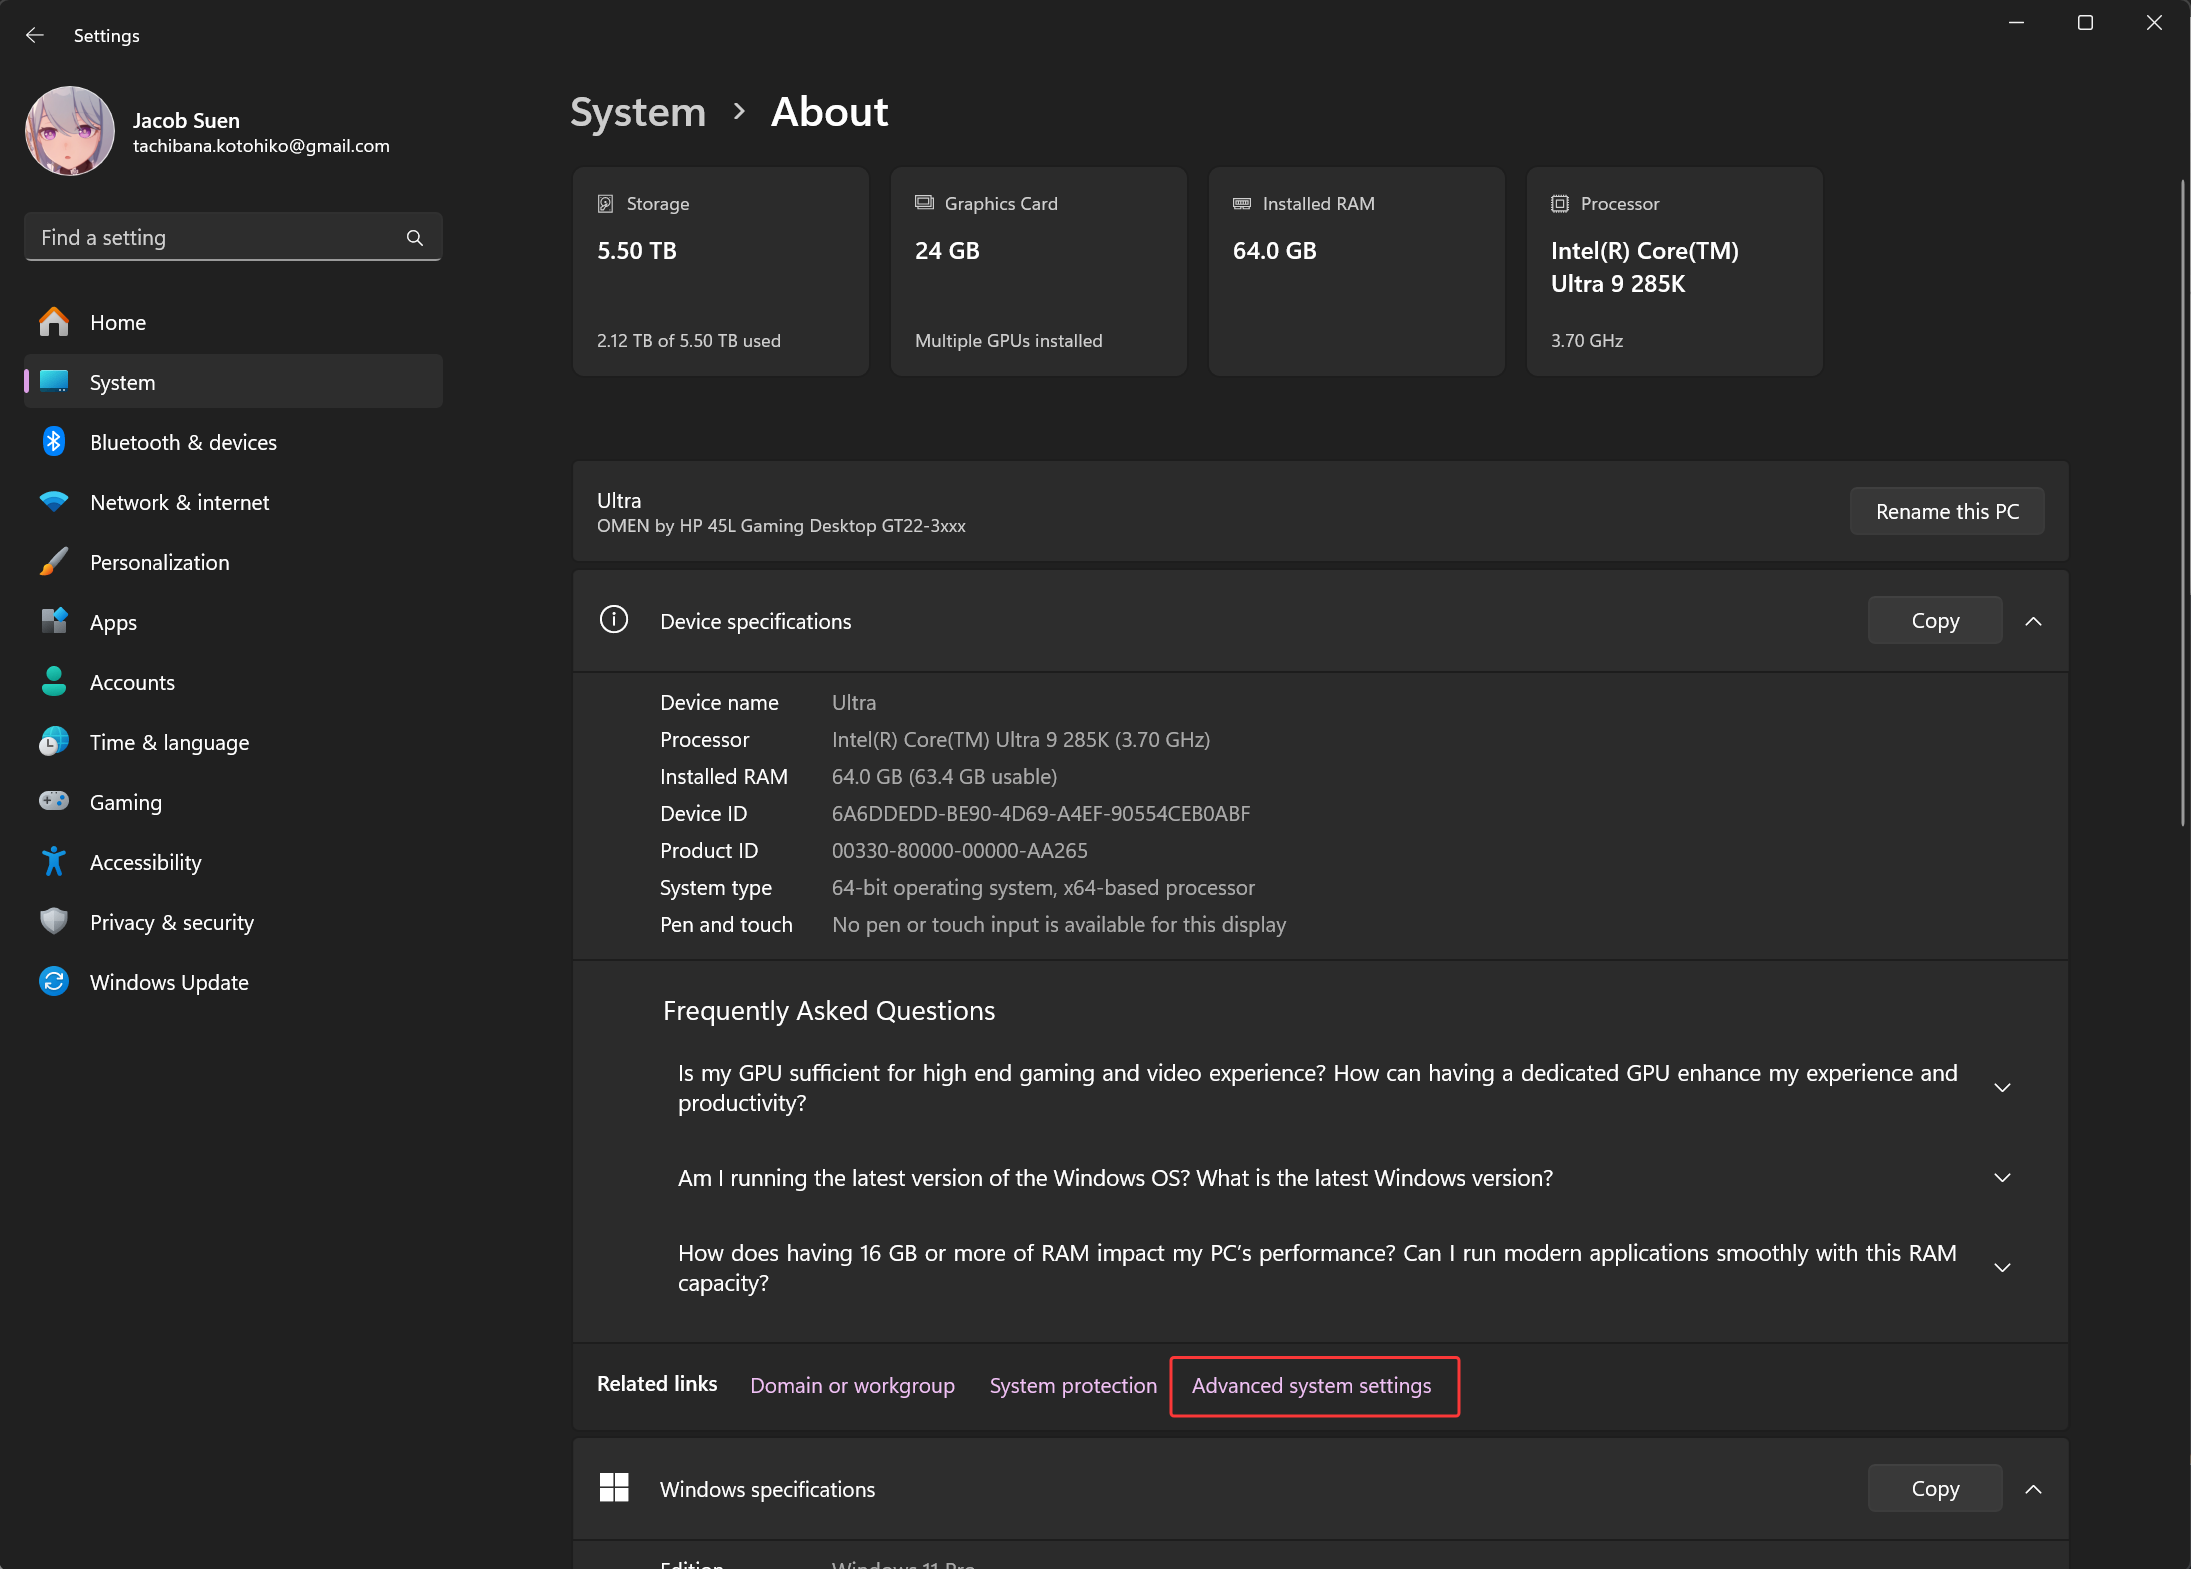 Settings
Jacob Suen
tachibana.kotohiko@gmail.com
Find a setting
Home
System
Bluetooth & devices
Network & internet
Personalization
Apps
Accounts
Time & language
Gaming
Accessibility
Privacy & security
Windows Update
System > About
Storage
5.50 TB
2.12 TB of 5.50 TB used
Graphics Card
24 GB
Multiple GPUs installed
Installed RAM
64.0 GB
Processor
Intel(R) Core(TM)
Ultra 9 285K
3.70 GHz
Ultra
OMEN by HP 45L Gaming Desktop GT22-3xxx
Rename this PC
Device specifications
Copy
Device name Ultra
Processor Intel(R) Core(TM) Ultra 9 285K (3.70 GHz)
Installed RAM 64.0 GB (63.4 GB usable)
Device ID 6A6DDEDD-BE90-4D69-A4EF-90554CEB0ABF
Product ID 00330-80000-00000-AA265
System type 64-bit operating system, x64-based processor
Pen and touch No pen or touch input is available for this display
Frequently Asked Questions
Is my GPU sufficient for high end gaming and video experience? How can having a dedicated GPU enhance my experience and
productivity?
Am I running the latest version of the Windows OS? What is the latest Windows version?
How does having 16 GB or more of RAM impact my PC's performance? Can I run modern applications smoothly with this RAM
capacity?
Related links Domain or workgroup System protection Advanced system settings
Windows specifications
Copy
Edition Windows 11 Pro